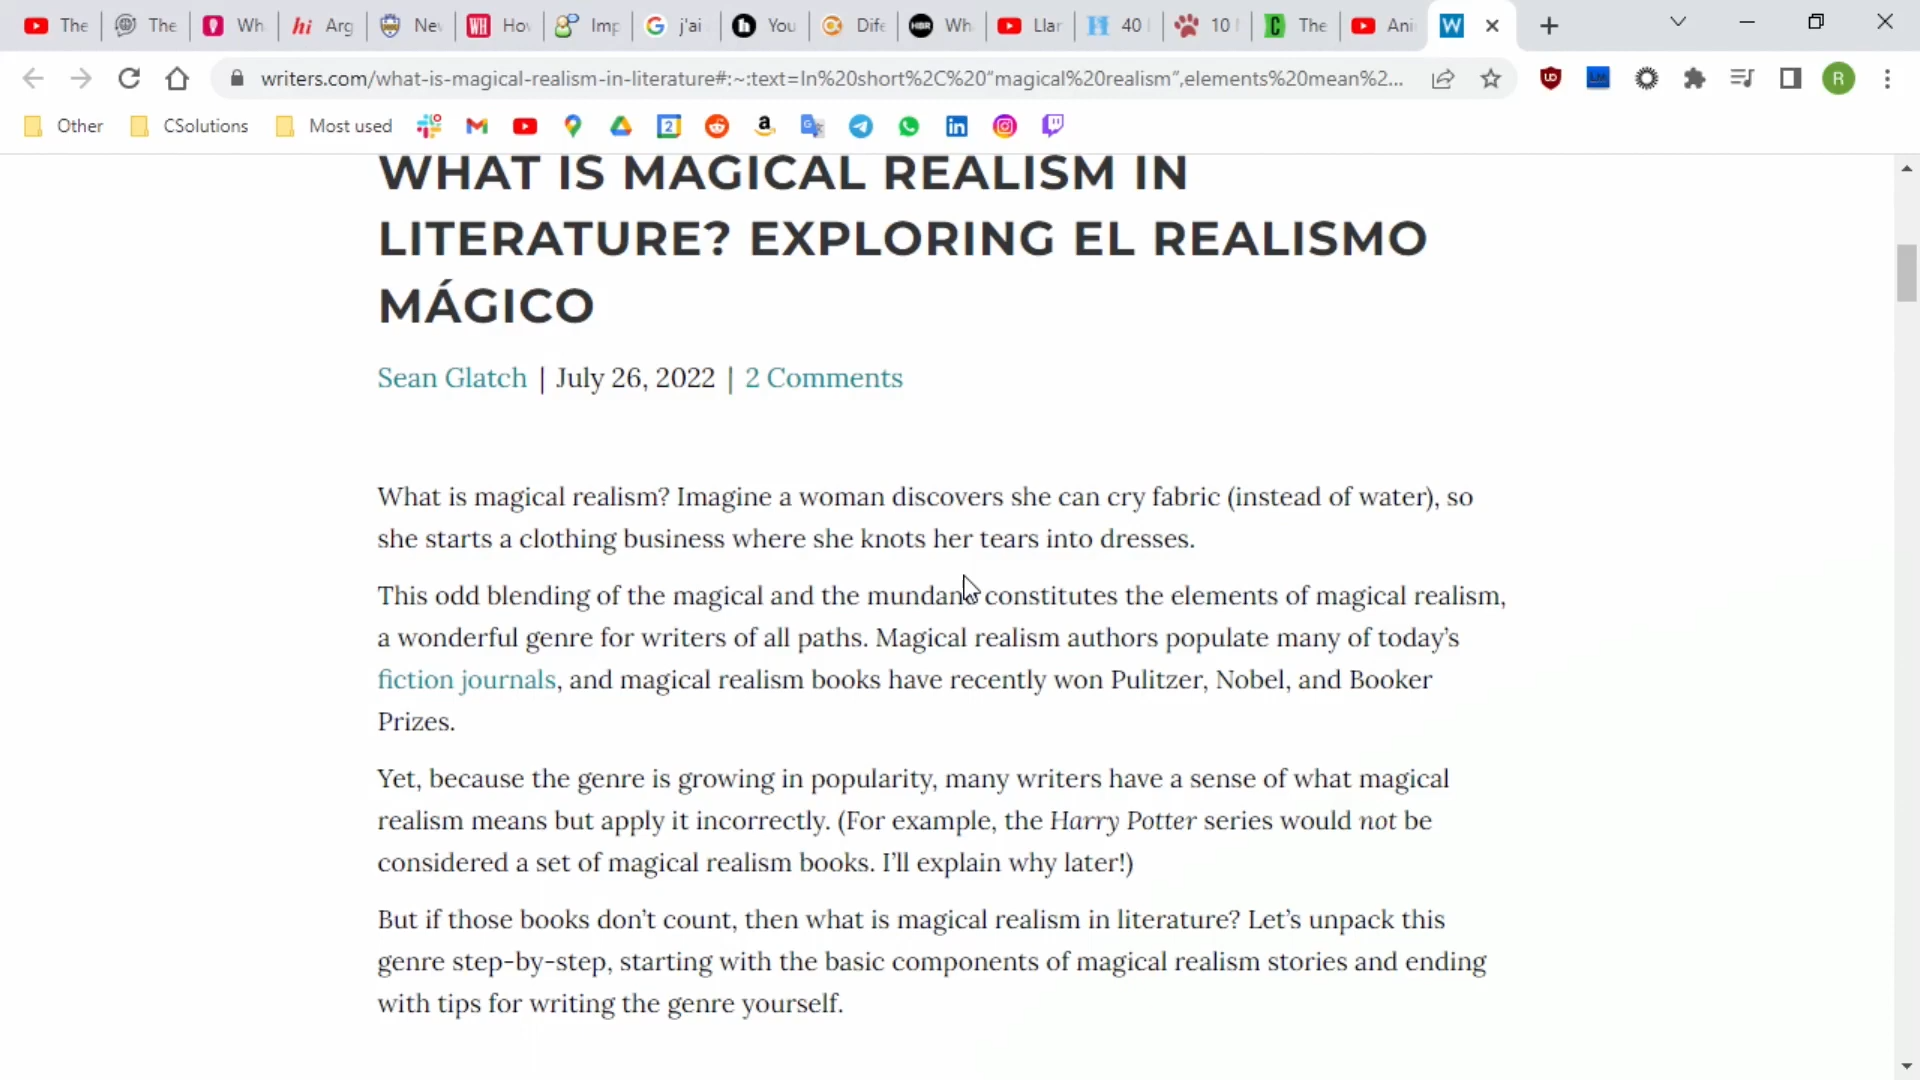 The
The
Wh
hi Arg
Nev
WH Ho
Imp
G j'ai
h You
Dife
HBR Wh
Llar
H 40
10
C The
Ani
W
writers.com/what-is-magical-realism-in-literature#:~:text=In%20short%2C%20“magical%20realism”,elements%20mean%2...
R
Other
CSolutions
Most used
WHAT IS MAGICAL REALISM IN
LITERATURE? EXPLORING EL REALISMO
MÁGICO
Sean Glatch | July 26, 2022 | 2 Comments
What is magical realism? Imagine a woman discovers she can cry fabric (instead of water), so
she starts a clothing business where she knots her tears into dresses.
This odd blending of the magical and the mundane constitutes the elements of magical realism,
a wonderful genre for writers of all paths. Magical realism authors populate many of today’s
fiction journals, and magical realism books have recently won Pulitzer, Nobel, and Booker
Prizes.
Yet, because the genre is growing in popularity, many writers have a sense of what magical
realism means but apply it incorrectly. (For example, the Harry Potter series would not be
considered a set of magical realism books. I’ll explain why later!)
But if those books don’t count, then what is magical realism in literature? Let’s unpack this
genre step-by-step, starting with the basic components of magical realism stories and ending
with tips for writing the genre yourself.